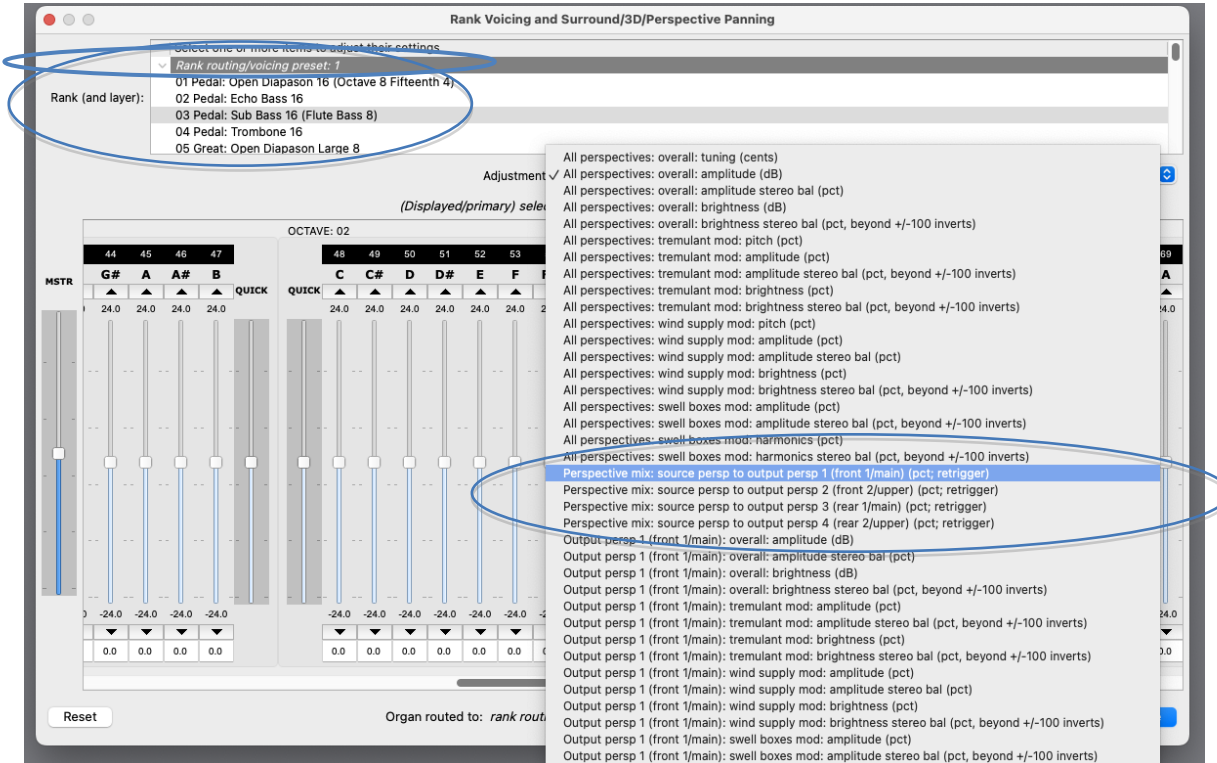 Rank Voicing and Surround/3D/Perspective Panning
Select one or more items to adjust their settings
Rank routing/voicing preset: 1
Rank (and layer):
01 Pedal: Open Diapason 16 (Octave 8 Fifteenth 4)
02 Pedal: Echo Bass 16
03 Pedal: Sub Bass 16 (Flute Bass 8)
04 Pedal: Trombone 16
05 Great: Open Diapason Large 8
Adjustment
(Displayed/primary)
OCTAVE: 02
44 45 46 47 48 49 50 51 52 53
G# A A# B C C# D D# E F
MSTR
QUICK QUICK
24.0 24.0 24.0 24.0 24.0 24.0 24.0 24.0 24.0 24.0
-24.0 -24.0 -24.0 -24.0 -24.0 -24.0 -24.0 -24.0 -24.0
0.0 0.0 0.0 0.0 0.0 0.0 0.0 0.0 0.0 0.0
Reset
Organ routed to:
69
A
All perspectives: overall: tuning (cents)
✓ All perspectives: overall: amplitude (dB)
All perspectives: overall: amplitude stereo bal (pct)
All perspectives: overall: brightness (dB)
All perspectives: overall: brightness stereo bal (pct, beyond +/-100 inverts)
All perspectives: tremulant mod: pitch (pct)
All perspectives: tremulant mod: amplitude (pct)
All perspectives: tremulant mod: amplitude stereo bal (pct, beyond +/-100 inverts)
All perspectives: tremulant mod: brightness (pct)
All perspectives: tremulant mod: brightness stereo bal (pct, beyond +/-100 inverts)
All perspectives: wind supply mod: pitch (pct)
All perspectives: wind supply mod: amplitude (pct)
All perspectives: wind supply mod: amplitude stereo bal (pct)
All perspectives: wind supply mod: brightness (pct)
All perspectives: wind supply mod: brightness stereo bal (pct, beyond +/-100 inverts)
All perspectives: swell boxes mod: amplitude (pct)
All perspectives: swell boxes mod: amplitude stereo bal (pct, beyond +/-100 inverts)
All perspectives: swell boxes mod: harmonics (pct)
All perspectives: swell boxes mod: harmonics stereo bal (pct, beyond +/-100 inverts)
Perspective mix: source persp to output persp 1 (front 1/main) (pct; retrigger)
Perspective mix: source persp to output persp 2 (front 2/upper) (pct; retrigger)
Perspective mix: source persp to output persp 3 (rear 1/main) (pct; retrigger)
Perspective mix: source persp to output persp 4 (rear 2/upper) (pct; retrigger)
Output persp 1 (front 1/main): overall: amplitude (dB)
Output persp 1 (front 1/main): overall: amplitude stereo bal (pct)
Output persp 1 (front 1/main): overall: brightness (dB)
Output persp 1 (front 1/main): overall: brightness stereo bal (pct, beyond +/-100 inverts)
Output persp 1 (front 1/main): tremulant mod: amplitude (pct)
Output persp 1 (front 1/main): tremulant mod: amplitude stereo bal (pct, beyond +/-100 inverts)
Output persp 1 (front 1/main): tremulant mod: brightness (pct)
Output persp 1 (front 1/main): tremulant mod: brightness stereo bal (pct, beyond +/-100 inverts)
Output persp 1 (front 1/main): wind supply mod: amplitude (pct)
Output persp 1 (front 1/main): wind supply mod: amplitude stereo bal (pct)
Output persp 1 (front 1/main): wind supply mod: brightness (pct)
Output persp 1 (front 1/main): wind supply mod: brightness stereo bal (pct, beyond +/-100 inverts)
Output persp 1 (front 1/main): swell boxes mod: amplitude (pct)
Output persp 1 (front 1/main): swell boxes mod: amplitude stereo bal (pct, beyond +/-100 inverts)